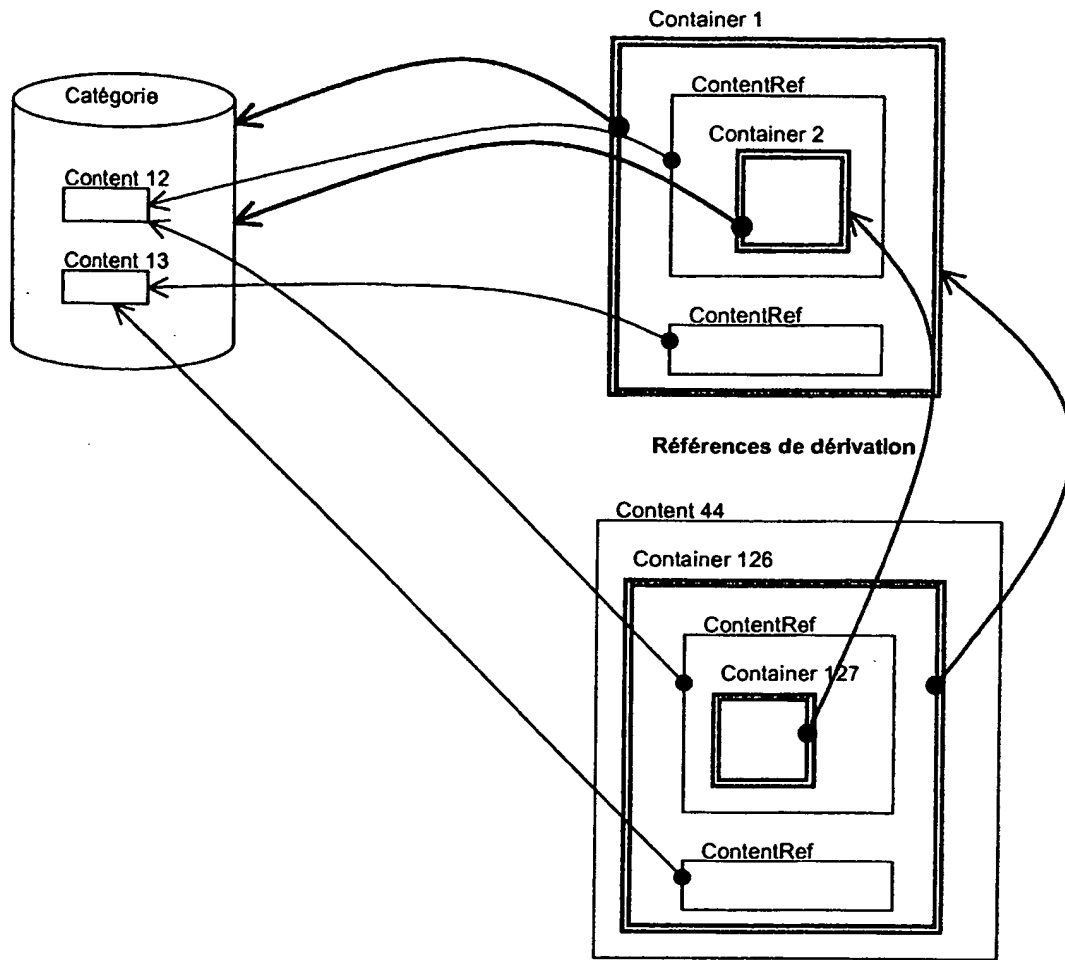 Container 1
Catégorie
ContentRef
Container 2
Content 12
Content 13
ContentRef
Références de dérivation
Content 44
Container 126
ContentRef
Container 127
ContentRef